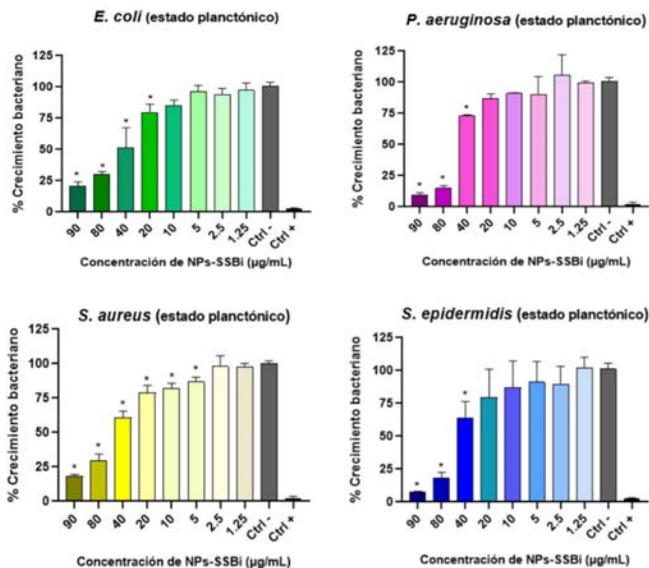 E. coli (estado planctónico)
% Crecimiento bacteriano
125
100
75
50
25
0
* * * *
90 80 40 20 10 5 2.5 1.25 Ctrl - Ctrl +
Concentración de NPs-SSBi (µg/mL)
P. aeruginosa (estado planctónico)
% Crecimiento bacteriano
125
100
75
50
25
0
* * *
90 80 40 20 10 5 2.5 1.25 Ctrl - Ctrl +
Concentración de NPs-SSBi (µg/mL)
S. aureus (estado planctónico)
% Crecimiento bacteriano
125
100
75
50
25
0
* * * * * *
90 80 40 20 10 5 2.5 1.25 Ctrl - Ctrl +
Concentración de NPs-SSBi (µg/mL)
S. epidermidis (estado planctónico)
% Crecimiento bacteriano
125
100
75
50
25
0
* * *
90 80 40 20 10 5 2.5 1.25 Ctrl - Ctrl +
Concentración de NPs-SSBi (µg/mL)